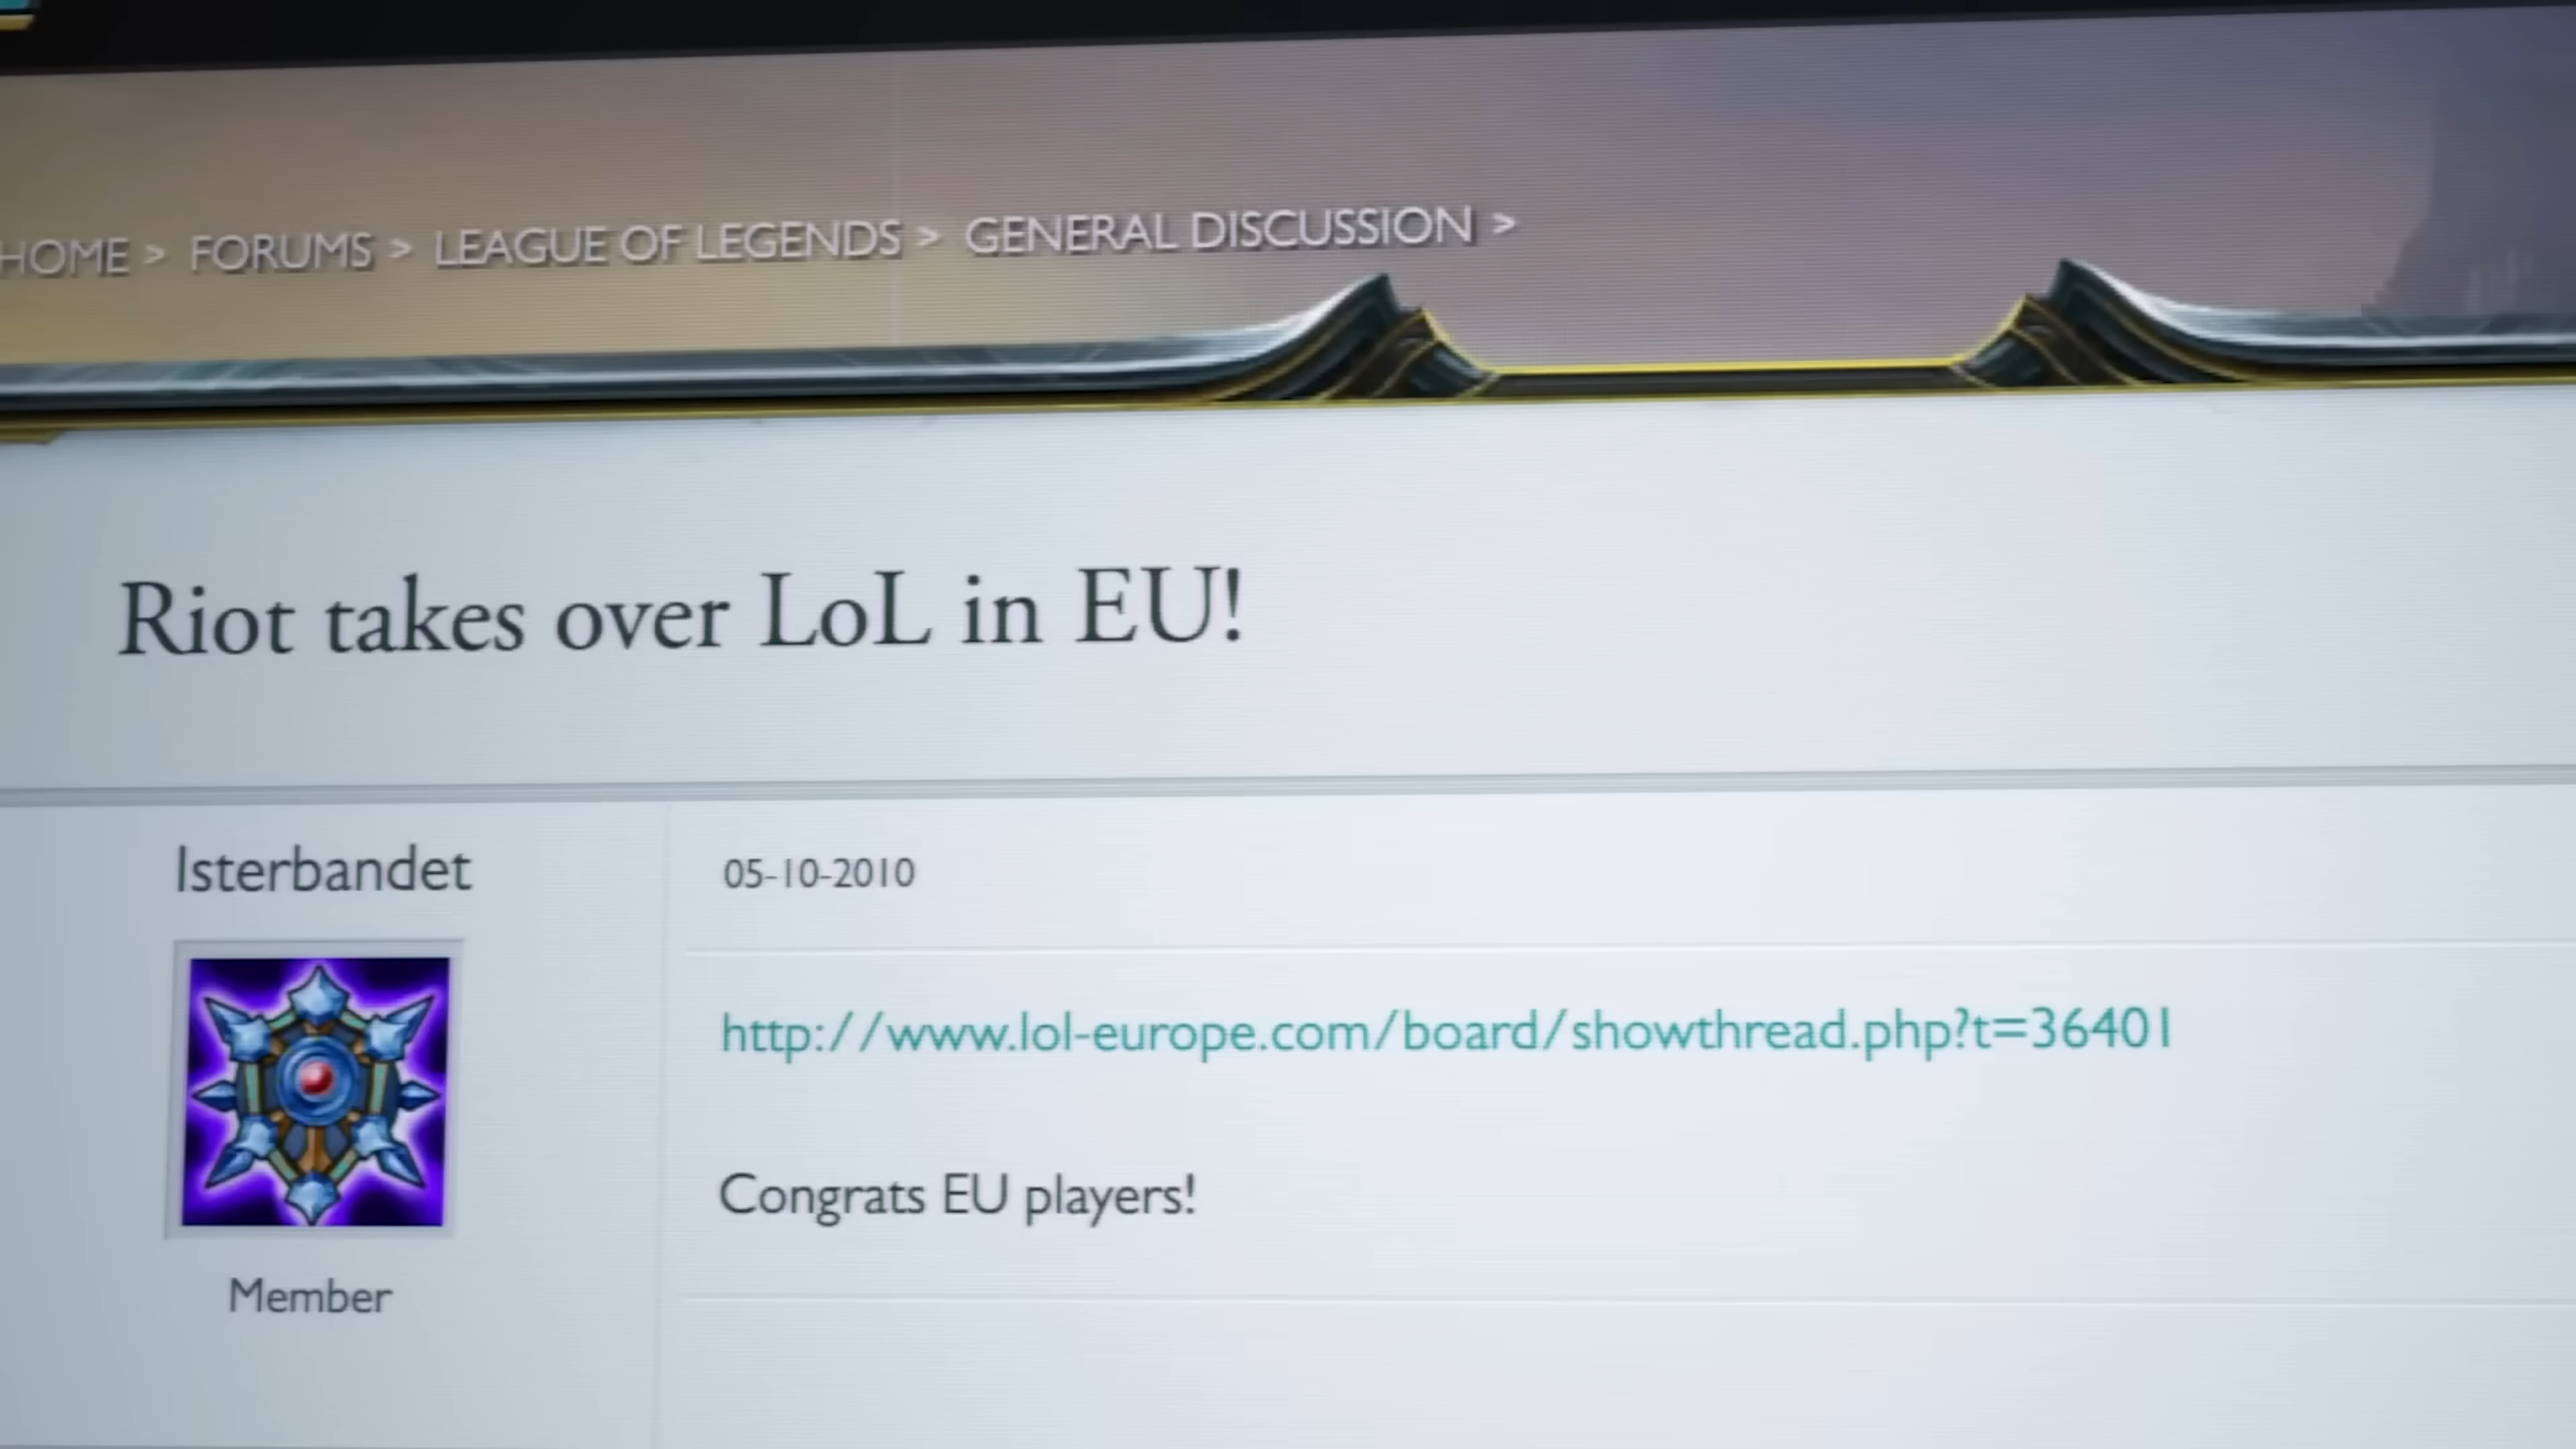 HOME > FORUMS > LEAGUE OF LEGENDS > GENERAL DISCUSSION >
Riot takes over LoL in EU!
Isterbandet
05-10-2010
http://www.lol-europe.com/board/showthread.php?t=36401
Congrats EU players!
Member